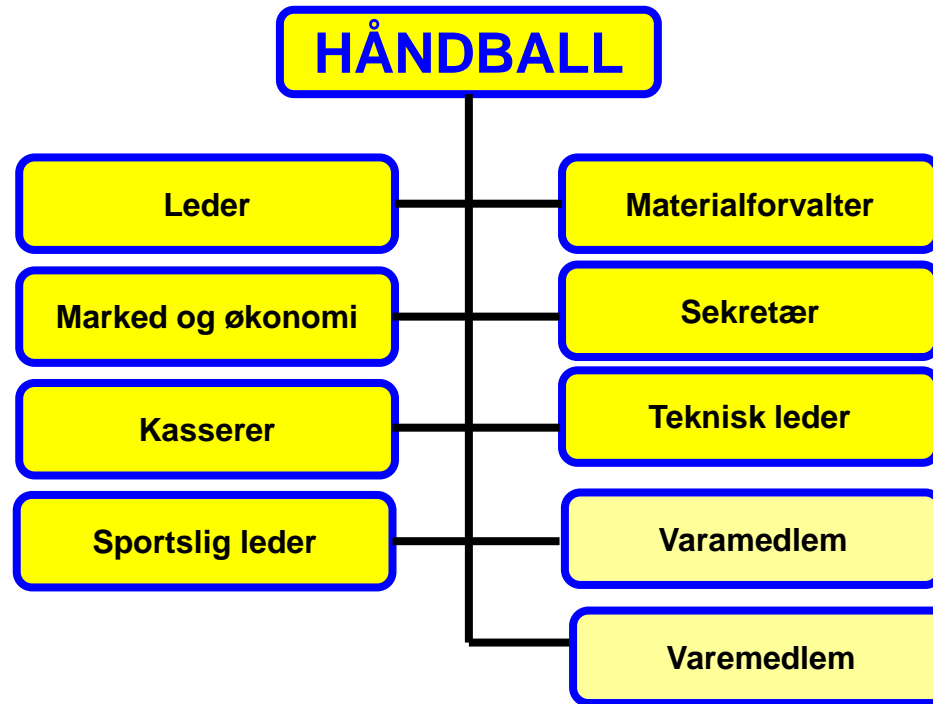 HÅNDBALL
Leder
Materialforvalter
Marked og økonomi
Sekretær
Kasserer
Teknisk leder
Sportslig leder
Varamedlem
Varemedlem